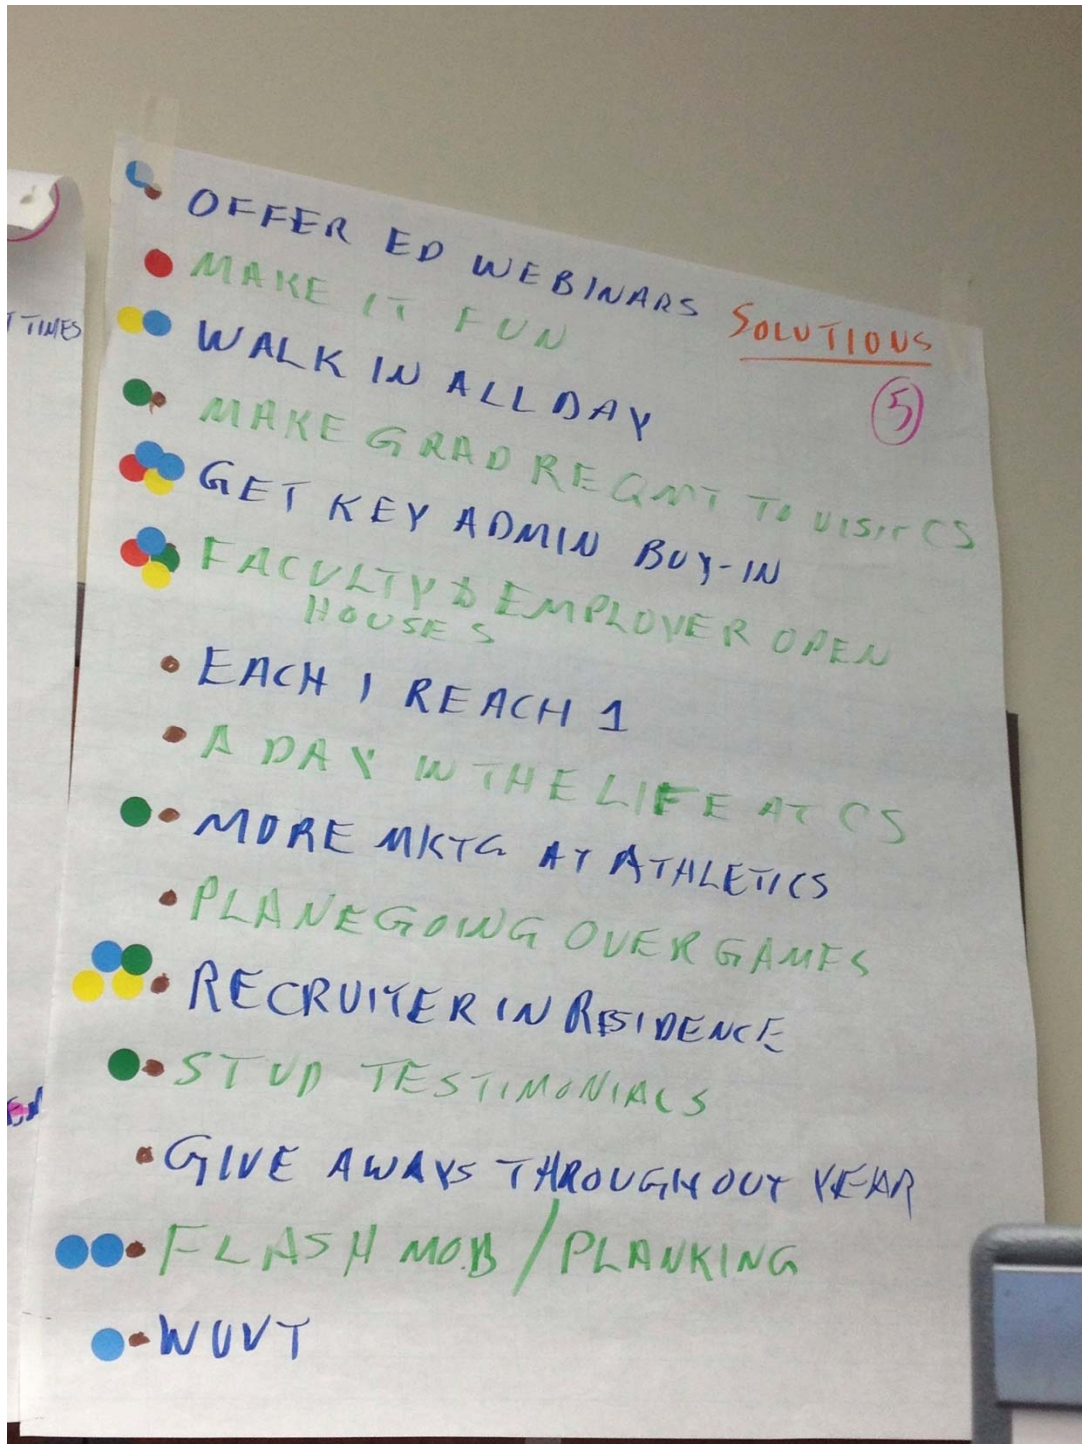 OFFER ED WEBINARS
SOLUTIONS
5
MAKE IT FUN
WALK IN ALL DAY
MAKE GRAD REQMT TO VISIT CS
GET KEY ADMIN BUY-IN
FACULTY & EMPLOYER OPEN
HOUSES
EACH 1 REACH 1
A DAY IN THE LIFE AT CS
MORE MKTG AT ATHLETICS
PLANE GOING OVER GAMES
RECRUITER IN RESIDENCE
STUD TESTIMONIALS
GIVE AWAYS THROUGHOUT YEAR
FLASH MOB / PLANKING
WUVT
TIMES